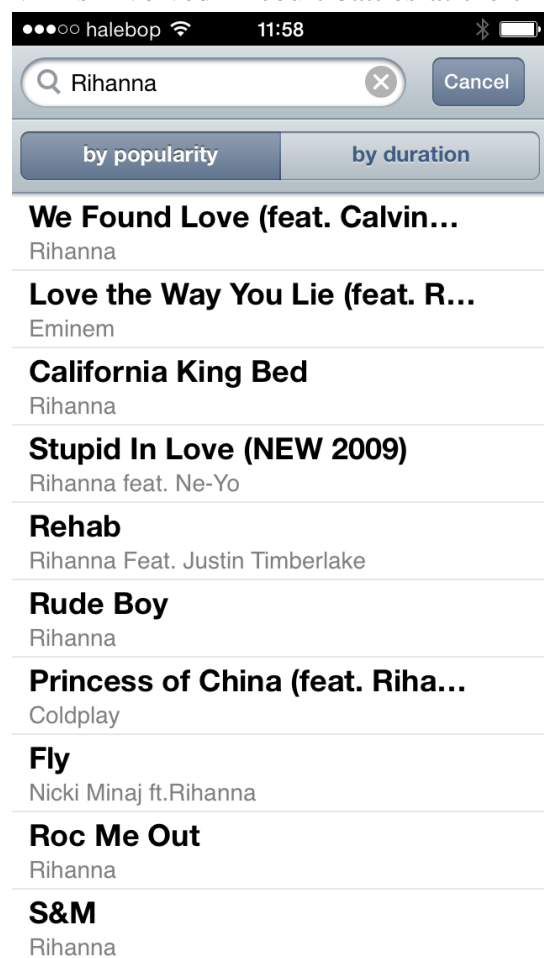 halebop 11:58
Rihanna Cancel
by popularity by duration
We Found Love (feat. Calvin...
Rihanna
Love the Way You Lie (feat. R...
Eminem
California King Bed
Rihanna
Stupid In Love (NEW 2009)
Rihanna feat. Ne-Yo
Rehab
Rihanna Feat. Justin Timberlake
Rude Boy
Rihanna
Princess of China (feat. Riha...
Coldplay
Fly
Nicki Minaj ft.Rihanna
Roc Me Out
Rihanna
S&M
Rihanna